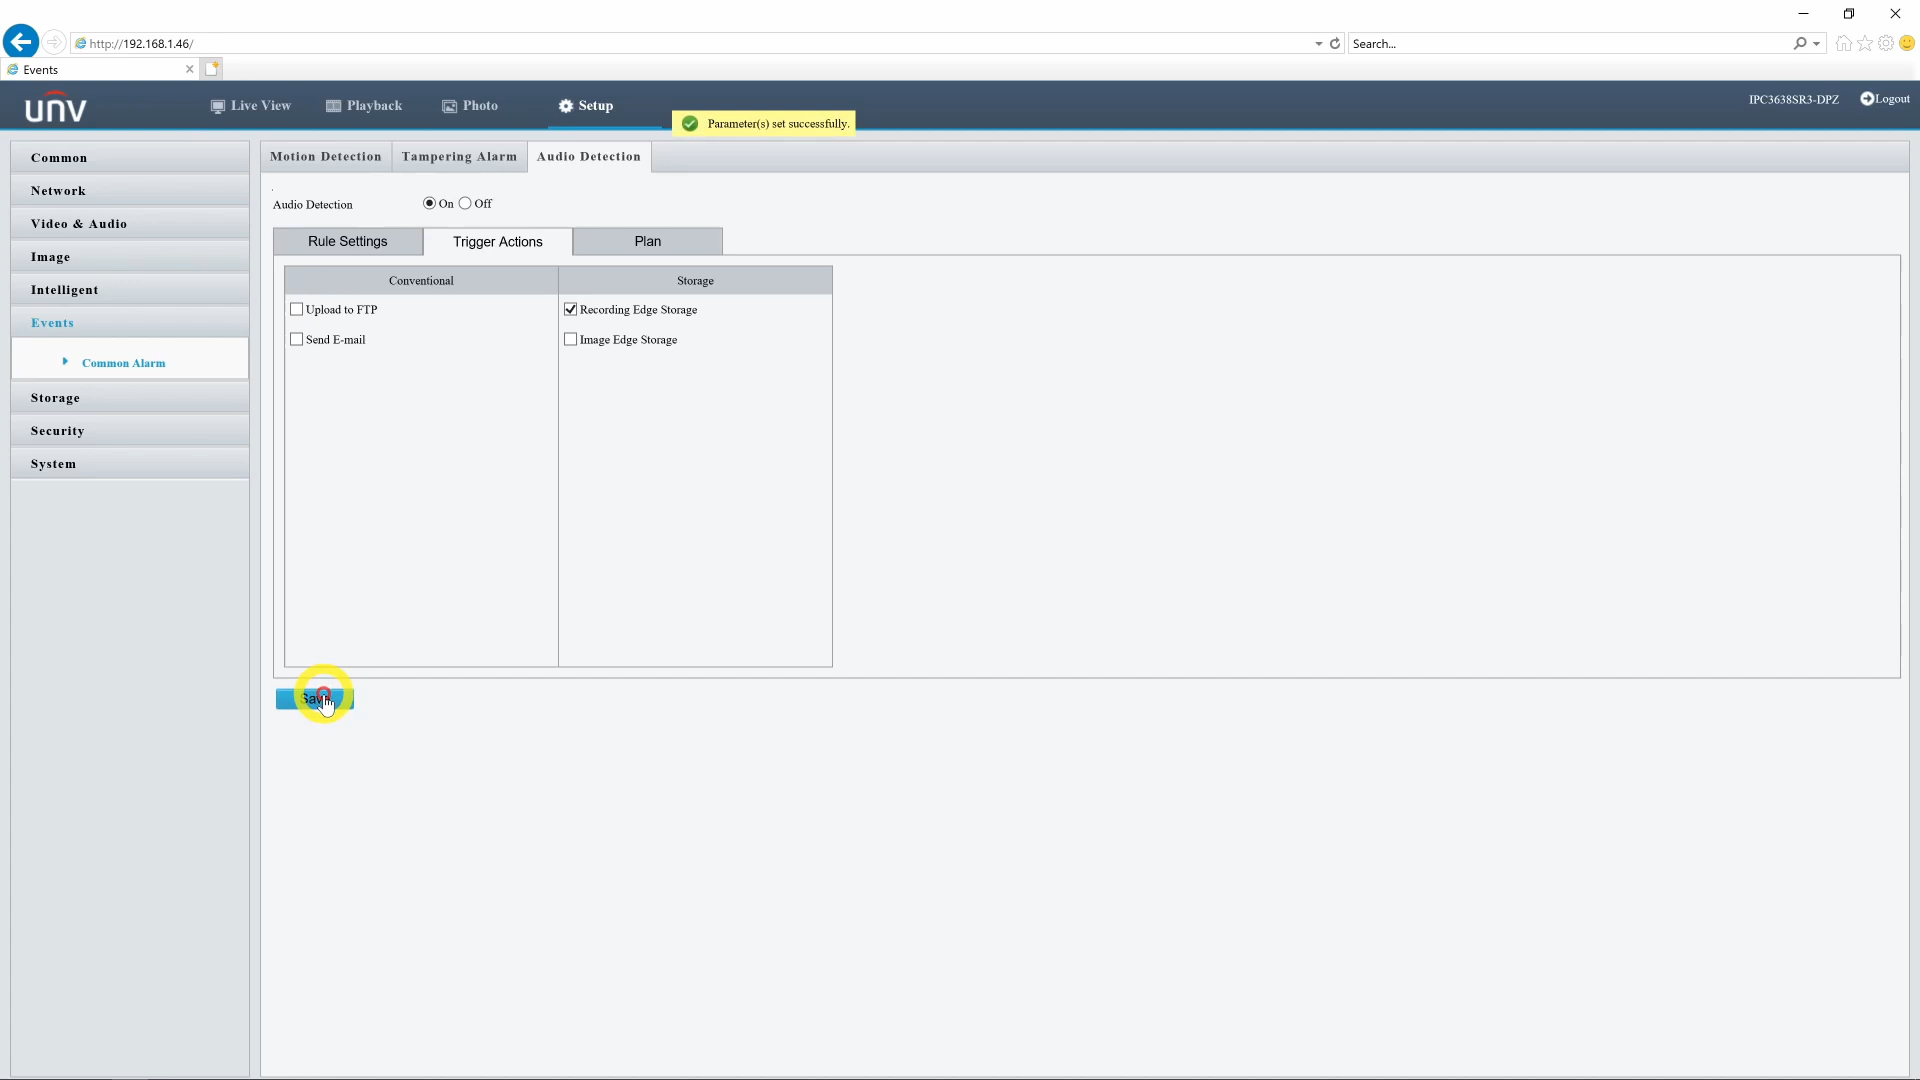 http://192.168.1.46/
Search...
Events
unv
Live View
Playback
Photo
Setup
Parameter(s) set successfully.
IPC3638SR3-DPZ
Logout
Common
Network
Video & Audio
Image
Intelligent
Events
Common Alarm
Storage
Security
System
Motion Detection
Tampering Alarm
Audio Detection
Audio Detection
On
Off
Rule Settings
Trigger Actions
Plan
Conventional
Storage
Upload to FTP
Recording Edge Storage
Send E-mail
Image Edge Storage
Save